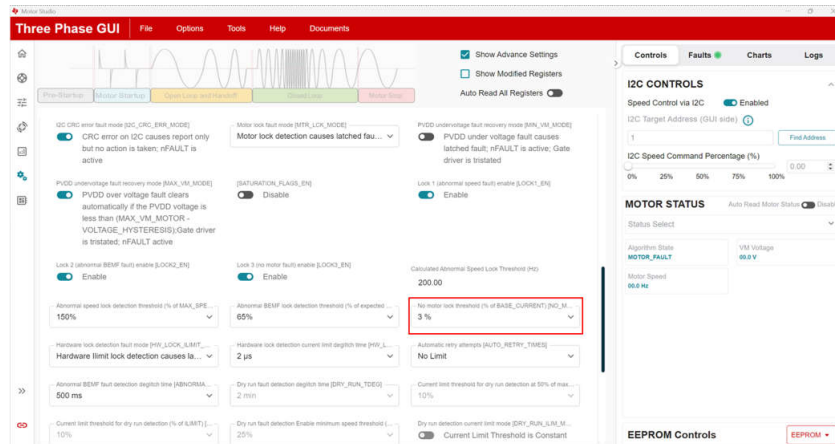 Motor Studio
Three Phase GUI
File
Options
Tools
Help
Documents
Show Advance Settings
Show Modified Registers
Auto Read All Registers
Pre-Startup
Motor Startup
Open Loop and Handoff
Closed Loop
Motor Stop
I2C CRC error fault mode [I2C_CRC_ERR_MODE]
CRC error on I2C causes report only
but no action is taken; nFAULT is
active
Motor lock fault mode [MTR_LCK_MODE]
Motor lock detection causes latched fau...
PVDD under voltage fault mode [MIN_VM_MODE]
PVDD under voltage fault causes
latched fault; nFAULT is active; Gate
driver is tristated
PVDD undervoltage fault recovery mode [MAX_VM_MODE]
PVDD over voltage fault clears
automatically if the PVDD voltage is
less than (MAX_VM_MOTOR -
VOLTAGE_HYSTERESIS);Gate driver
is tristated; nFAULT active
[SATURATION_FLAGS_EN]
Disable
Lock 1 (abnormal speed fault) enable [LOCK1_EN]
Enable
Lock 2 (abnormal BEMF fault) enable [LOCK2_EN]
Enable
Lock 3 (no motor fault) enable [LOCK3_EN]
Enable
Calculated Abnormal Speed Lock Threshold (Hz)
200.00
Abnormal speed lock detection threshold (% of MAX_SPE...
150%
Abnormal BEMF lock detection threshold (% of expected ...
65%
No motor lock threshold (% of BASE_CURRENT) [NO_M...
3 %
Hardware lock detection fault mode [HW_LOCK_ILIMIT_...
Hardware Ilimit lock detection causes la...
Hardware lock detection current limit deglitch time [HW_L...
2 μs
Automatic retry attempts [AUTO_RETRY_TIMES]
No Limit
Abnormal BEMF fault detection deglitch time [ABNORMA...
500 ms
Dry run fault detection deglitch time [DRY_RUN_TDEG]
2 min
Current limit threshold for dry run detection at 50% of max...
10%
Current limit threshold for dry run detection (% of ILIMIT) [...
10%
Dry run fault detection Enable minimum speed threshold (...
25%
Dry run detection current limit mode [DRY_RUN_ILIM_M...
Current Limit Threshold is Constant
Controls
Faults
Charts
Logs
I2C CONTROLS
Speed Control via I2C
Enabled
I2C Target Address (GUI side)
1
Find Address
I2C Speed Command Percentage (%)
0.00
0%
25%
50%
75%
100%
MOTOR STATUS
Auto Read Motor Status
Status Select
Algorithm State
MOTOR_FAULT
VM Voltage
00.0 V
Motor Speed
00.0 Hz
EEPROM Controls
EEPROM